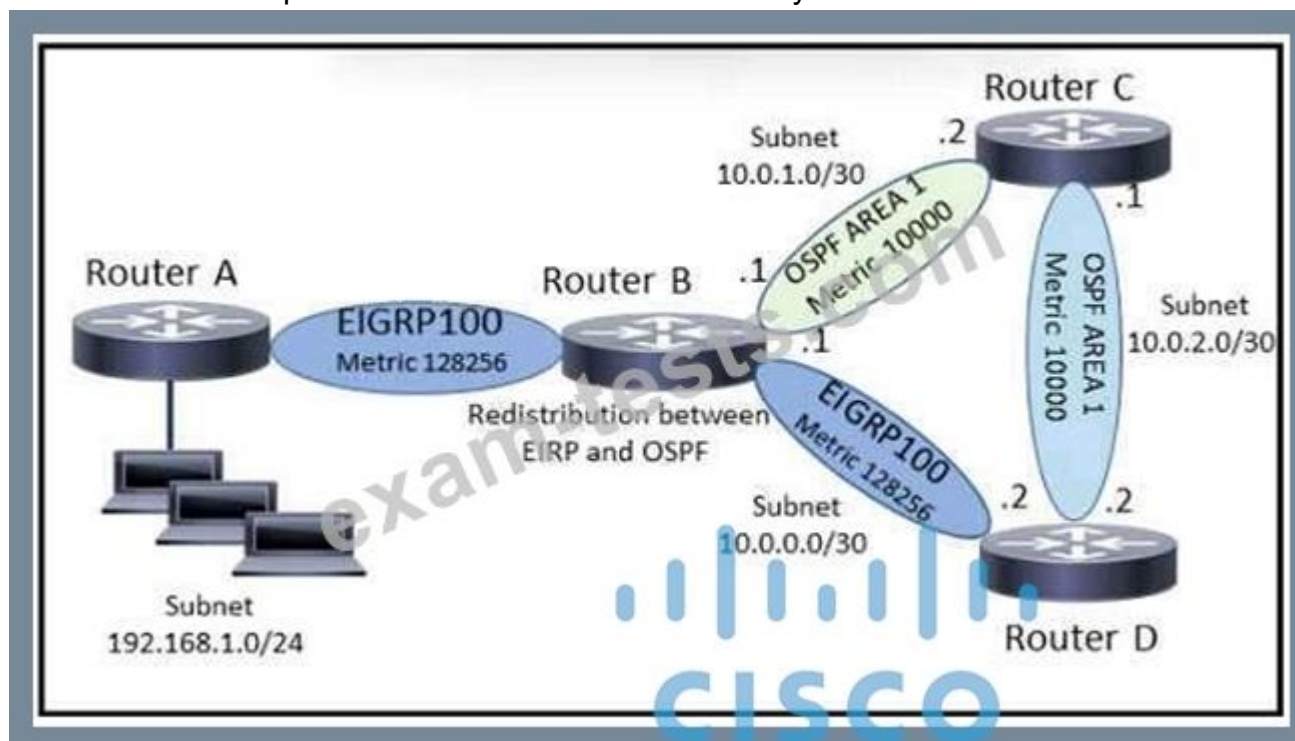 Router C
.2
Subnet
10.0.1.0/30
OSPF AREA 1
Metric 10000
.1
.1
Router A
Router B
.1
EIGRP100
Metric 128256
Redistribution between
EIRP and OSPF
EIGRP100
Metric 128256
OSPF AREA 1
Metric 10000
Subnet
10.0.2.0/30
Subnet
10.0.0.0/30
.2
.2
Router D
Subnet
192.168.1.0/24
exam-tests.com
CISCO